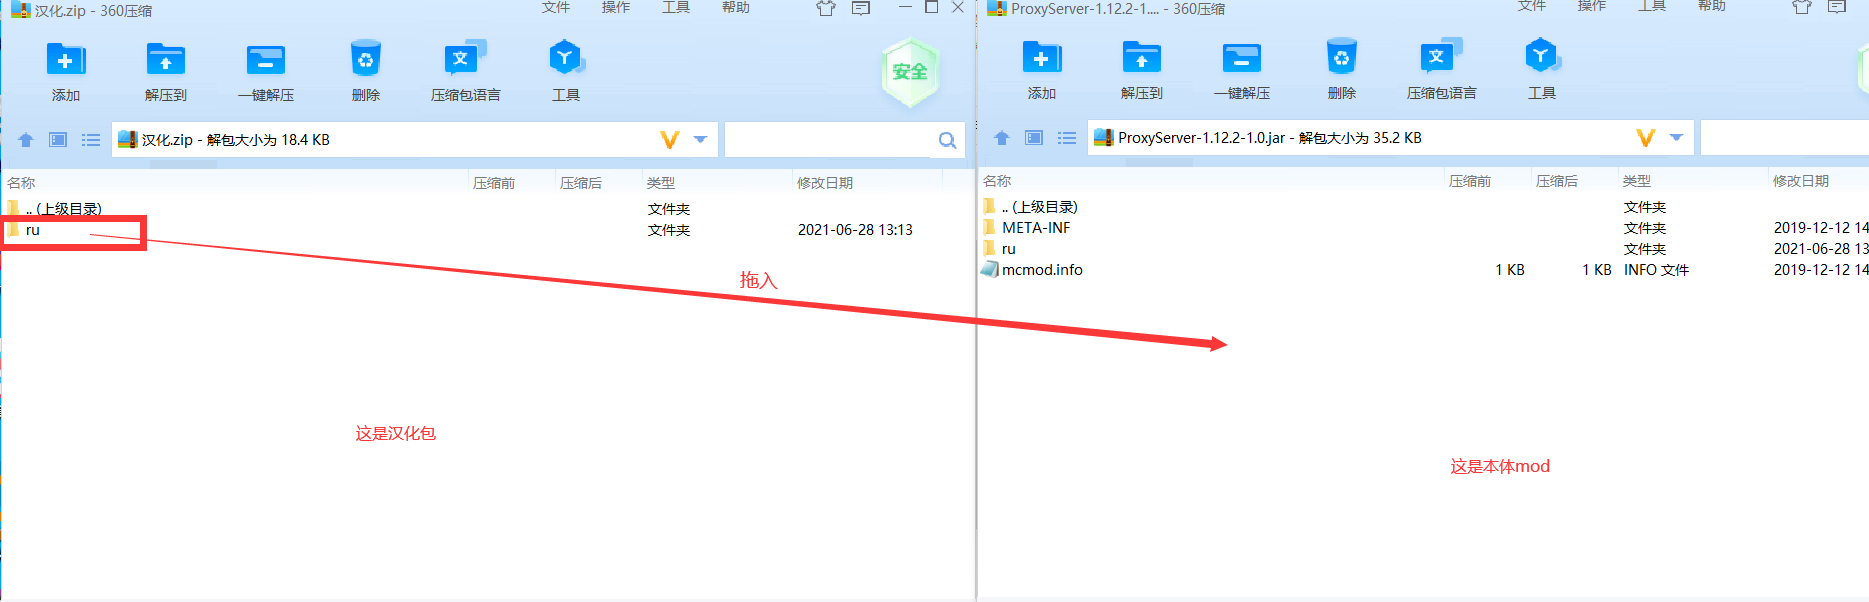 汉化.zip - 360压缩
文件 操作 工具 帮助
添加 解压到 一键解压 删除 压缩包语言 工具
安全
汉化.zip - 解包大小为 18.4 KB
名称 压缩前 压缩后 类型 修改日期
.. (上级目录) 文件夹
ru 文件夹 2021-06-28 13:13
拖入
这是汉化包
ProxyServer-1.12.2-1.... - 360压缩
文件 操作 工具 帮助
添加 解压到 一键解压 删除 压缩包语言 工具
ProxyServer-1.12.2-1.0.jar - 解包大小为 35.2 KB
名称 压缩前 压缩后 类型 修改日期
.. (上级目录) 文件夹
META-INF 文件夹 2019-12-12 14
ru 文件夹 2021-06-28 13
mcmod.info 1 KB 1 KB INFO 文件 2019-12-12 14
这是本体mod